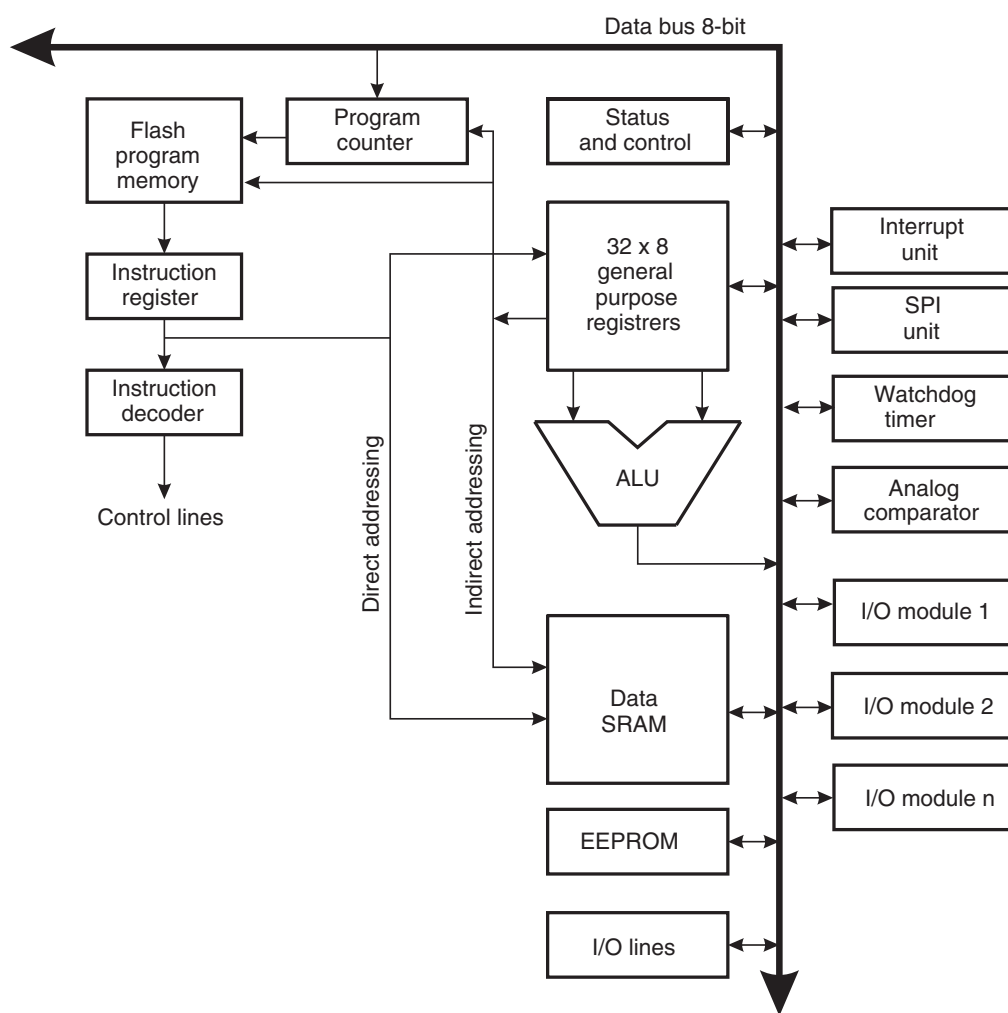 Data bus 8-bit
Flash
program
memory
Program
counter
Status
and control
Instruction
register
32 x 8
general
purpose
registrers
Interrupt
unit
SPI
unit
Instruction
decoder
Watchdog
timer
Control lines
Direct addressing
Indirect addressing
ALU
Analog
comparator
I/O module 1
Data
SRAM
I/O module 2
I/O module n
EEPROM
I/O lines